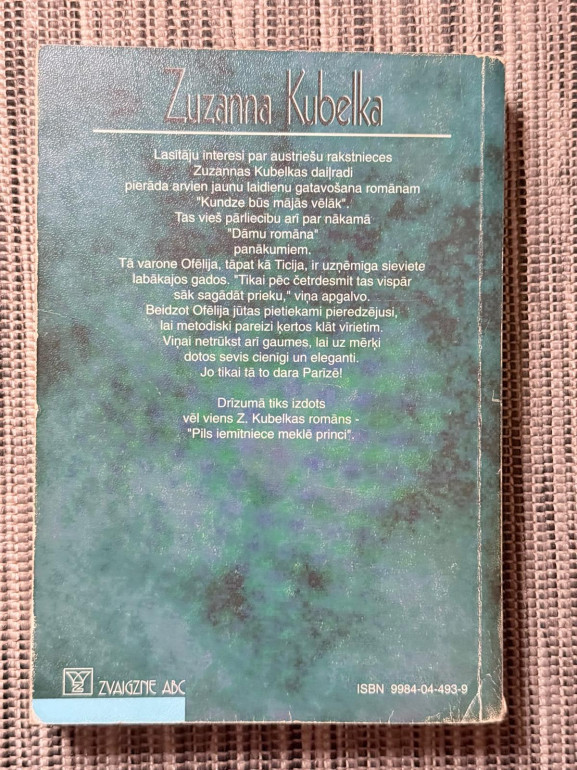 Zuzanna Kubelka
Lasītāju interesi par austriešu rakstnieces
Zuzannas Kubelkas daiļradi
pierāda arvien jaunu laidienu gatavošana romānam
"Kundze būs mājās vēlāk".
Tas vieš pārliecību arī par nākamā
"Dāmu romāna"
panākumiem.
Tā varone Ofēlija, tāpat kā Ticija, ir uzņēmīga sieviete
labākajos gados. "Tikai pēc četrdesmit tas vispār
sāk sagādāt prieku," viņa apgalvo.
Beidzot Ofēlija jūtas pietiekami pieredzējusi,
lai metodiski pareizi ķertos klāt vīrietim.
Viņai netrūkst arī gaumes, lai uz mērķi
dotos sevis cienīgi un eleganti.
Jo tikai tā to dara Parīzē!
Drīzumā tiks izdots
vēl viens Z. Kubelkas romāns -
"Pils iemītniece meklē princi".
ZVAIGZNE ABC
ISBN 9984-04-493-9